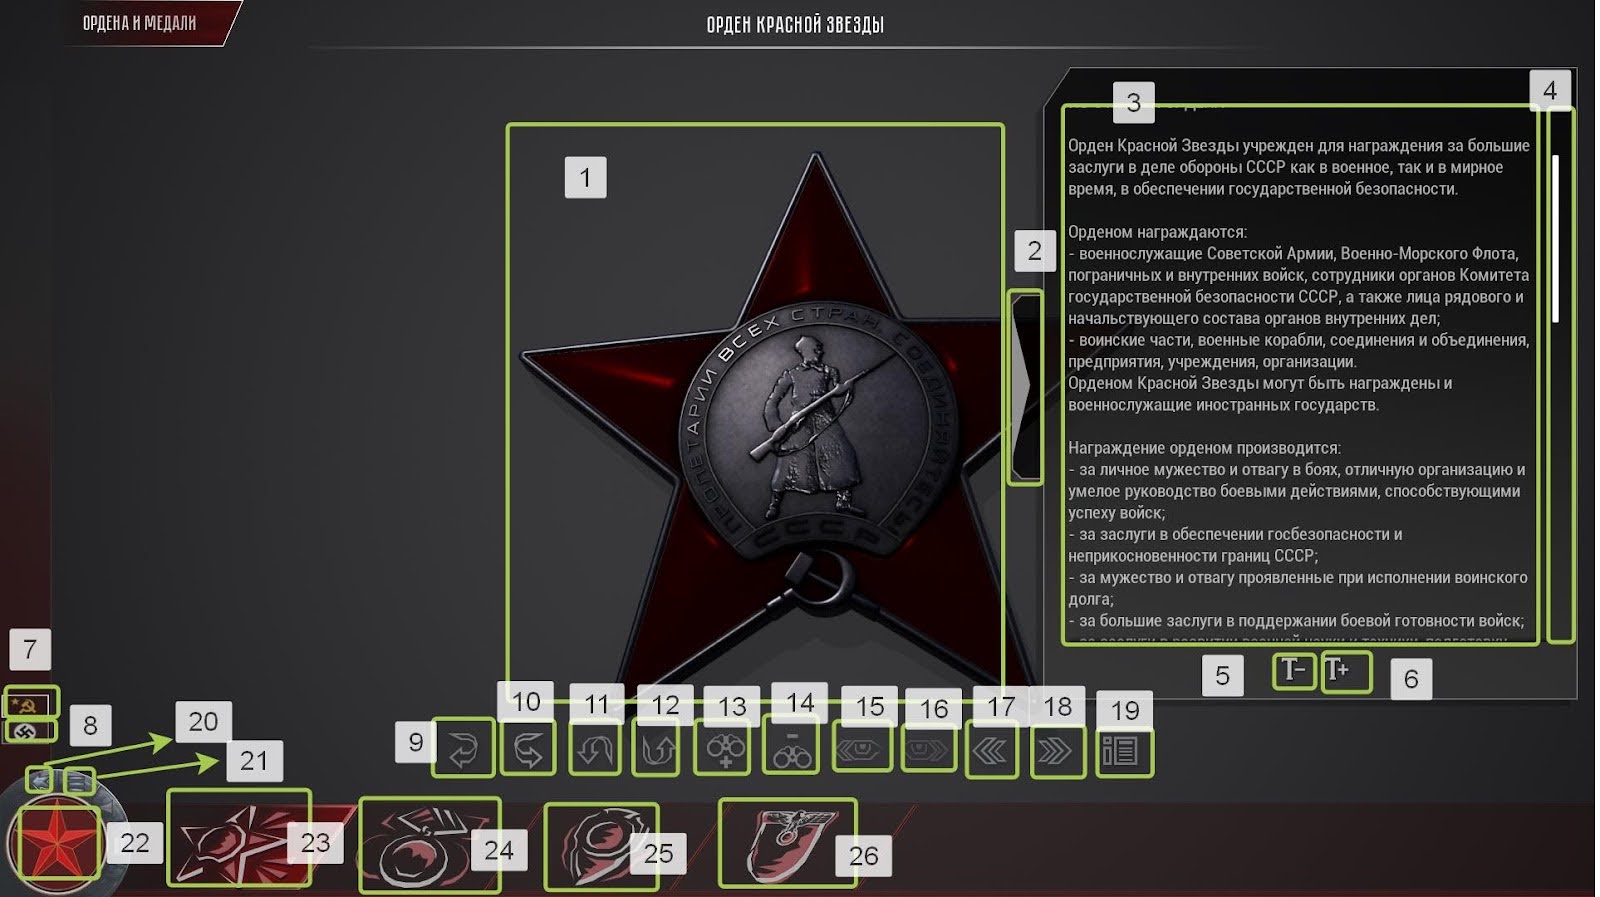 ОРДЕНА И МЕДАЛИ
ОРДЕН КРАСНОЙ ЗВЕЗДЫ
1
2
3
4
Орден Красной Звезды учрежден для награждения за большие
заслуги в деле обороны СССР как в военное, так и в мирное
время, в обеспечении государственной безопасности.
Орденом награждаются:
- военнослужащие Советской Армии, Военно-Морского Флота,
пограничных и внутренних войск, сотрудники органов Комитета
государственной безопасности СССР, а также лица рядового и
начальствующего состава органов внутренних дел;
- воинские части, военные корабли, соединения и объединения,
предприятия, учреждения, организации.
Орденом Красной Звезды могут быть награждены и
военнослужащие иностранных государств.
Награждение орденом производится:
- за личное мужество и отвагу в боях, отличную организацию и
умелое руководство боевыми действиями, способствующими
успеху войск;
- за заслуги в обеспечении госбезопасности и
неприкосновенности границ СССР;
- за мужество и отвагу проявленные при исполнении воинского
долга;
- за большие заслуги в поддержании боевой готовности войск;
ПРОЛЕТАРИИ ВСЕХ СТРАН, СОЕДИНЯЙТЕСЬ!
СССР
5
T-
T+
6
7
8
20
21
9
10
11
12
13
14
15
16
17
18
19
22
23
24
25
26